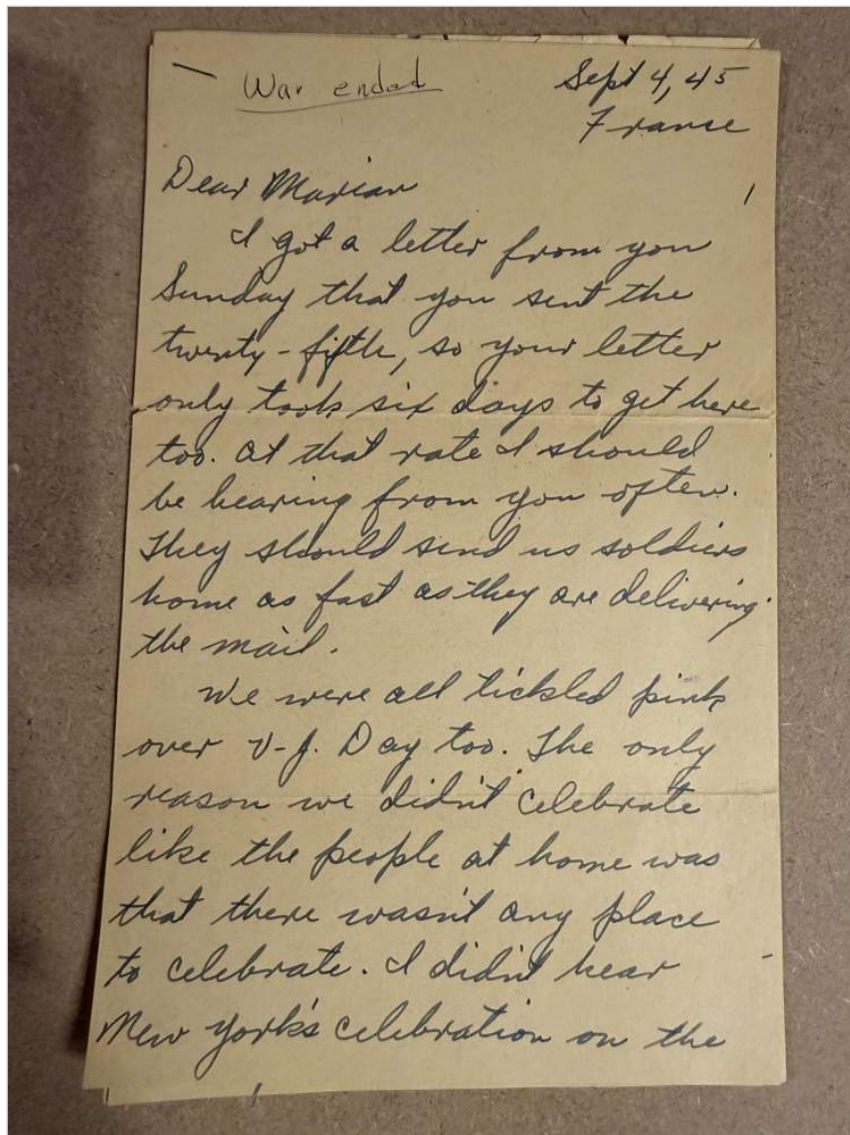 War ended
Sept 4, 45
France
Dear Marian
I got a letter from you
Sunday that you sent the
twenty-fifth, so your letter
only took six days to get here
too. At that rate I should
be hearing from you often.
They should send us soldiers
home as fast as they are delivering
the mail.
We were all tickled pink
over V-J. Day too. The only
reason we didn't celebrate
like the people at home was
that there wasn't any place
to celebrate. I didn't hear
New York's celebration on the